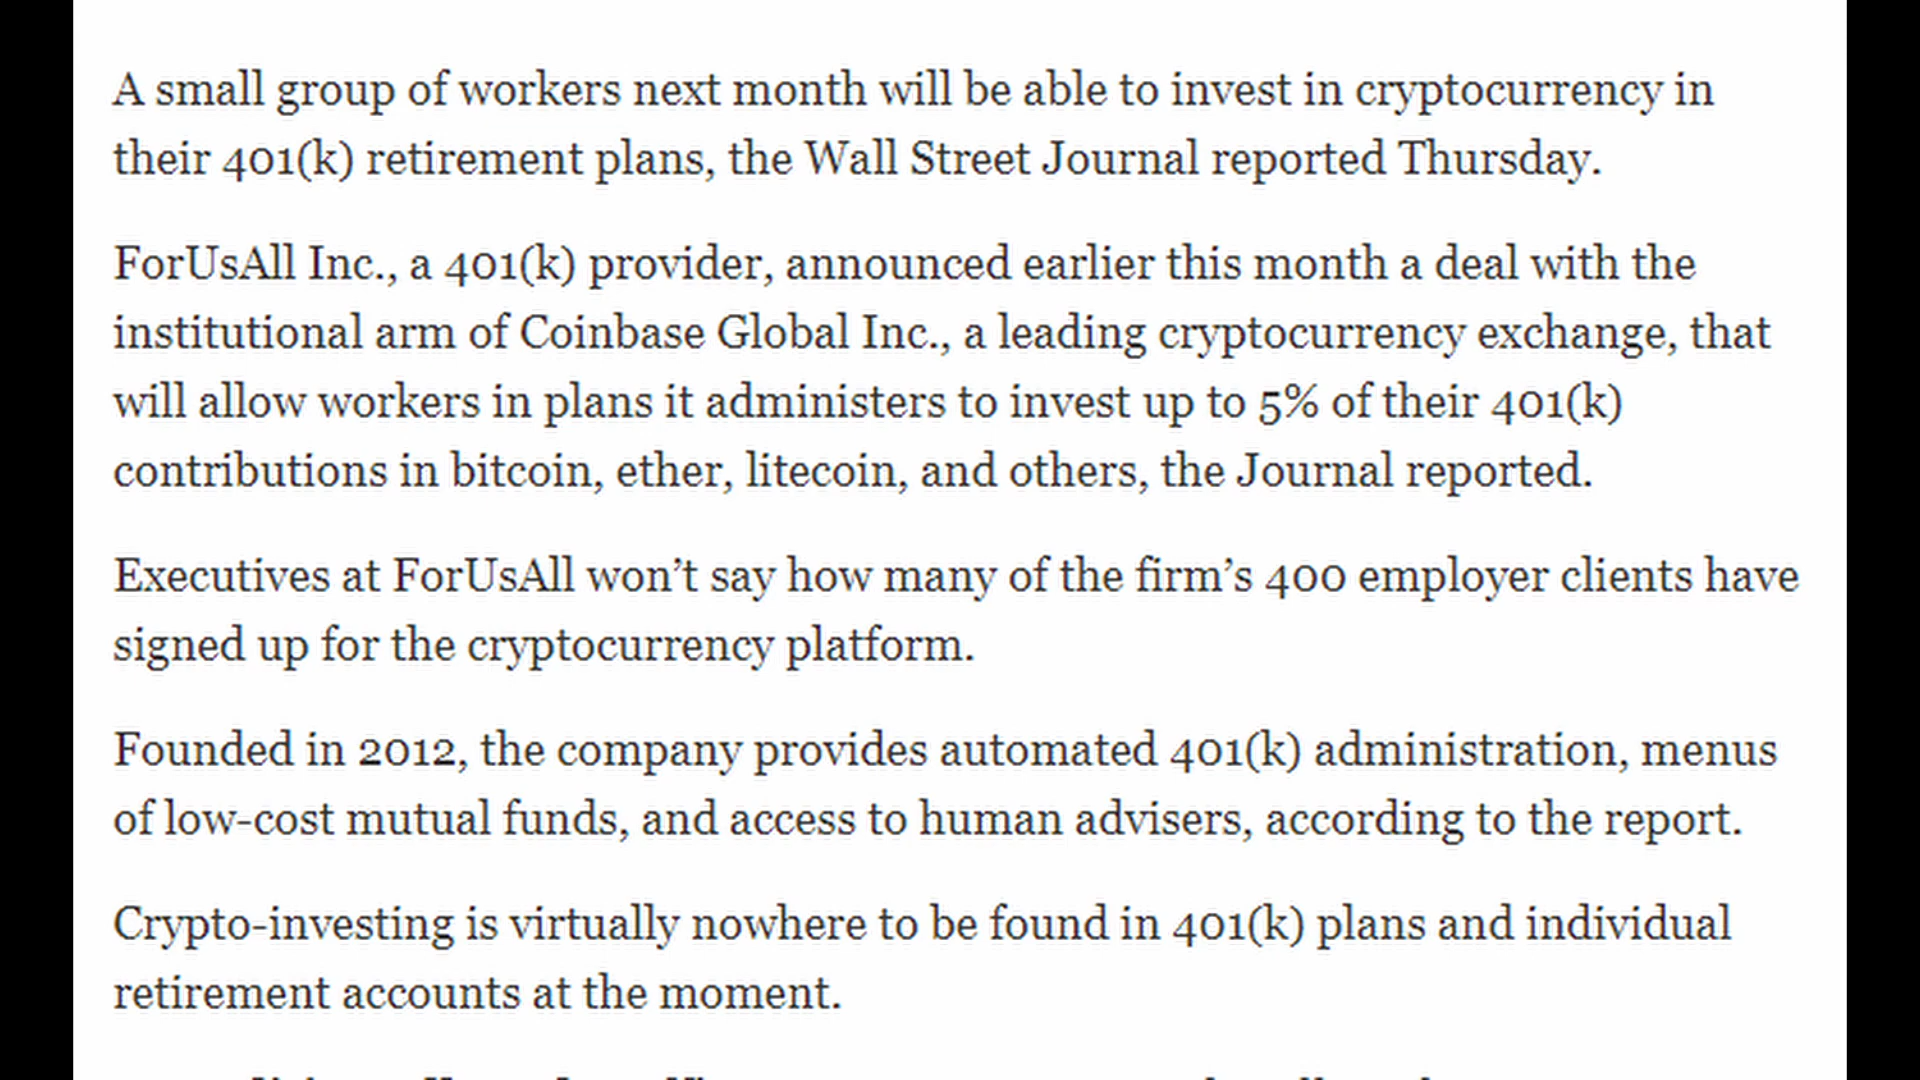 A small group of workers next month will be able to invest in cryptocurrency in
their 401(k) retirement plans, the Wall Street Journal reported Thursday.
ForUsAll Inc., a 401(k) provider, announced earlier this month a deal with the
institutional arm of Coinbase Global Inc., a leading cryptocurrency exchange, that
will allow workers in plans it administers to invest up to 5% of their 401(k)
contributions in bitcoin, ether, litecoin, and others, the Journal reported.
Executives at ForUsAll won’t say how many of the firm’s 400 employer clients have
signed up for the cryptocurrency platform.
Founded in 2012, the company provides automated 401(k) administration, menus
of low-cost mutual funds, and access to human advisers, according to the report.
Crypto-investing is virtually nowhere to be found in 401(k) plans and individual
retirement accounts at the moment.